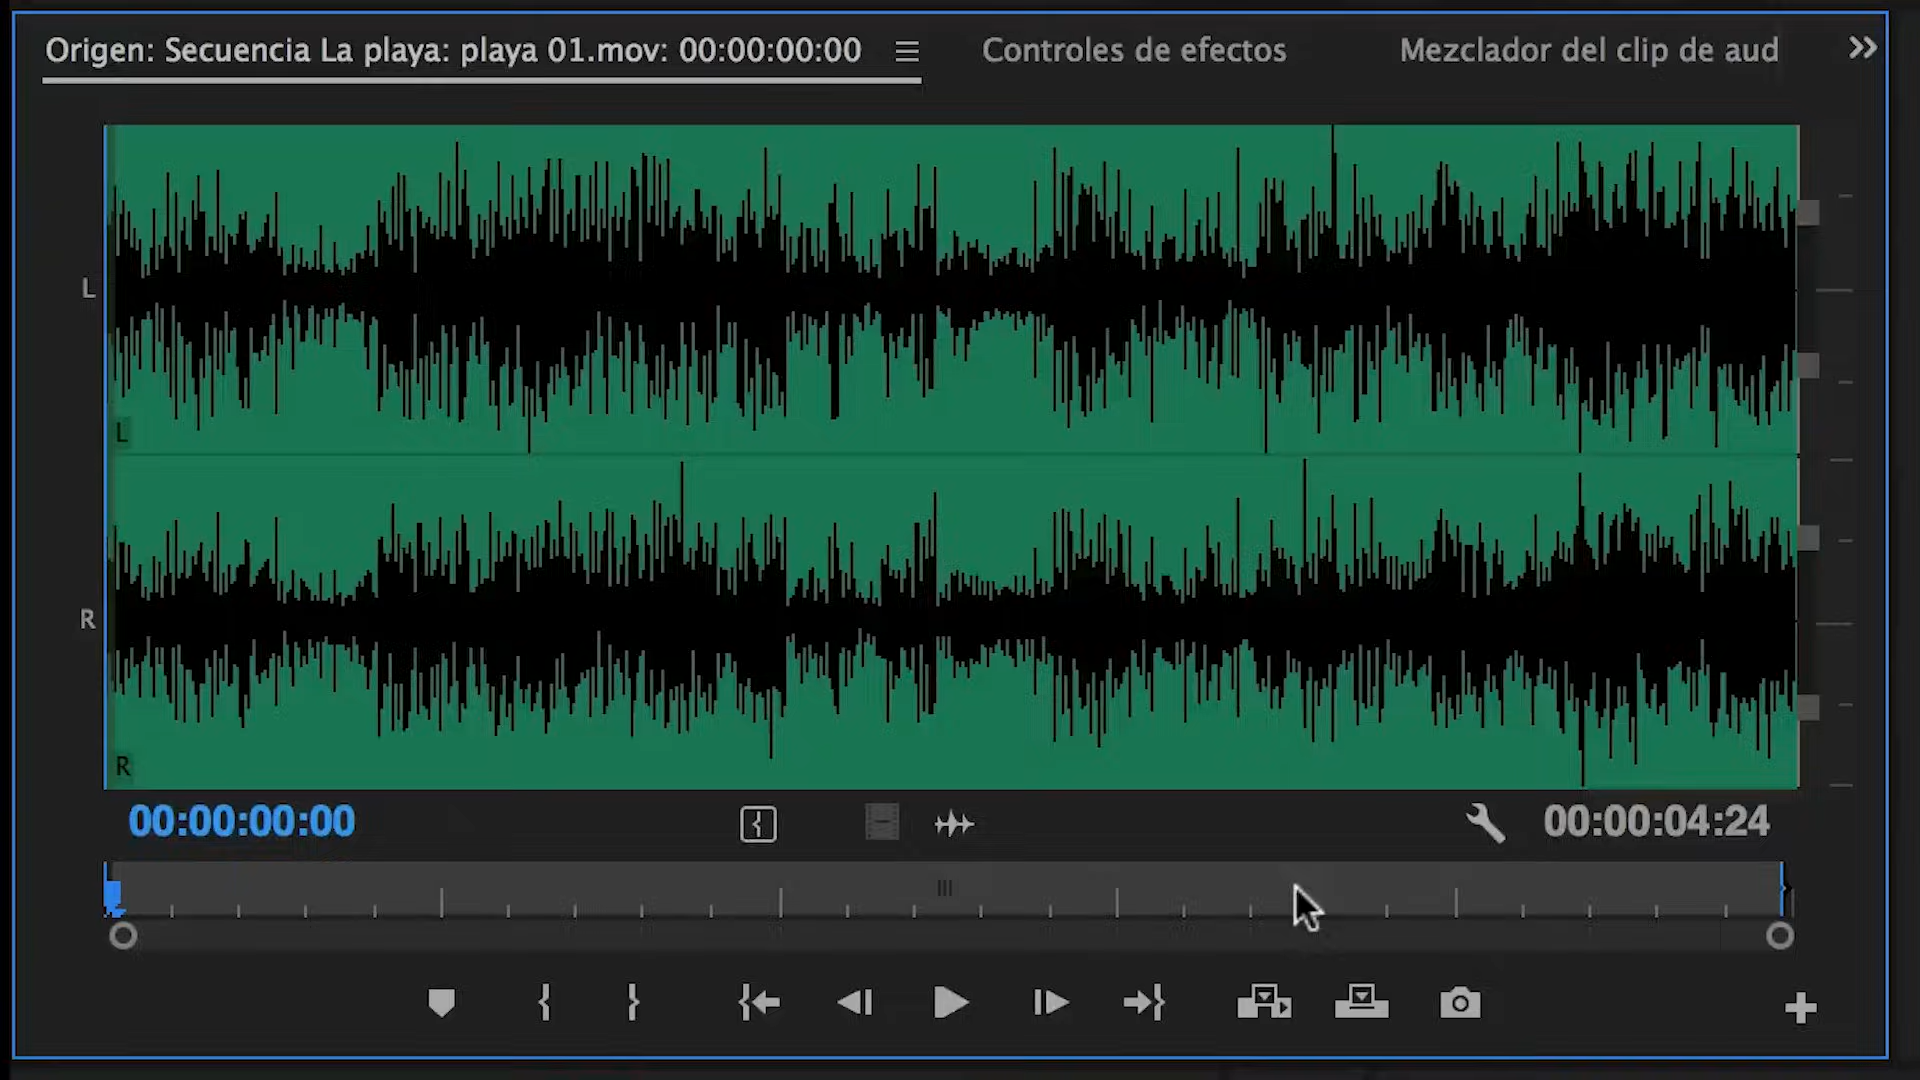 Origen: Secuencia La playa: playa 01.mov: 00:00:00:00
Controles de efectos
Mezclador del clip de aud
L
L
R
R
00:00:00:00
00:00:04:24